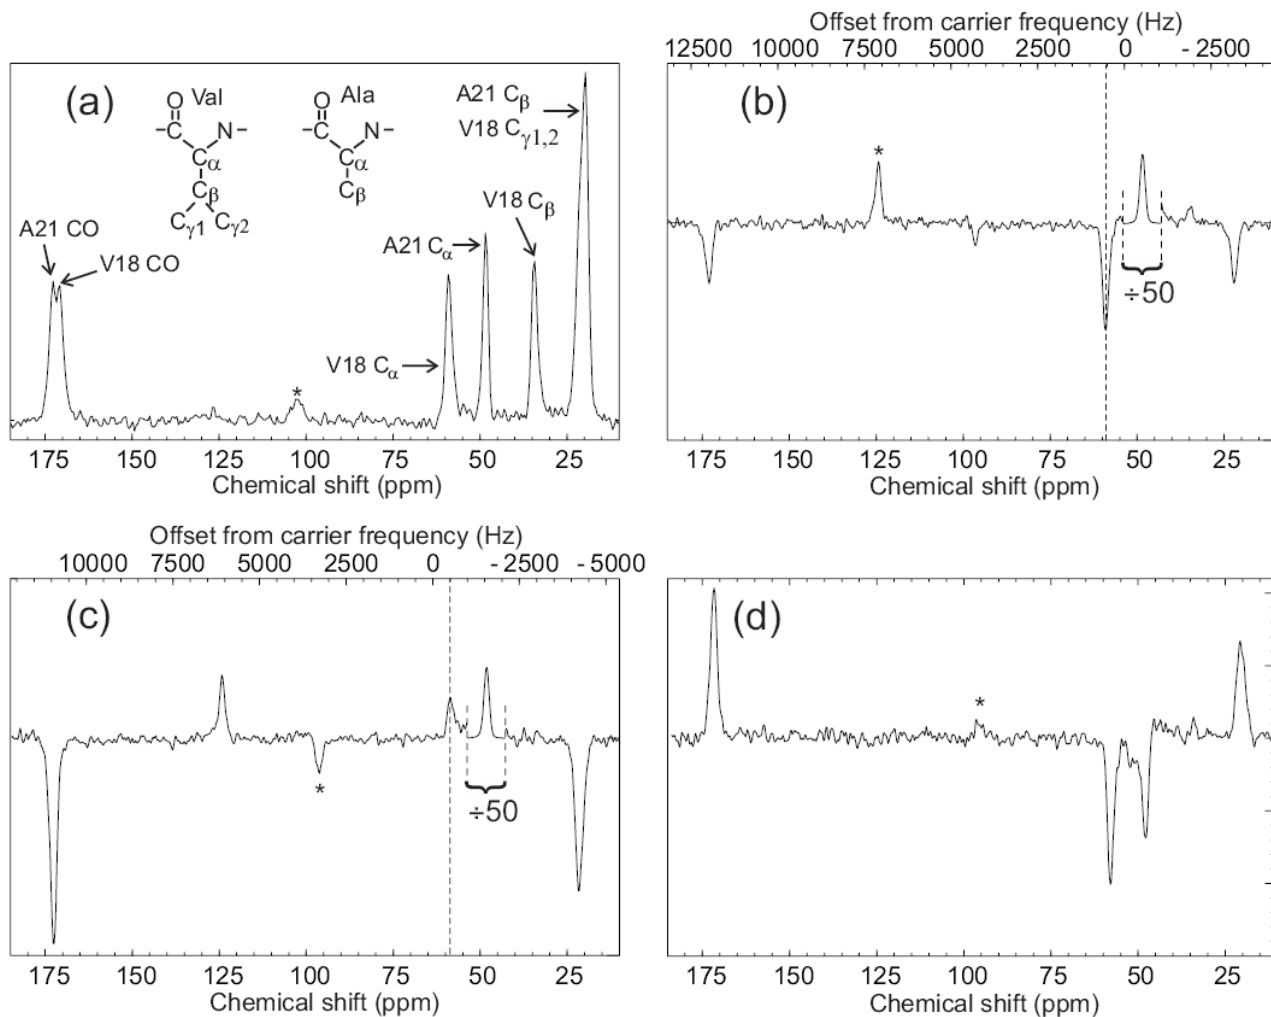 Offset from carrier frequency (Hz)
12500 10000 7500 5000 2500 0 -2500
(a)
O Val
-C N-
Cα
Cβ
Cγ1 Cγ2
O Ala
-C N-
Cα
Cβ
A21 Cβ
V18 Cγ1,2
V18 Cβ
A21 CO
V18 CO
A21 Cα
V18 Cα
*
175 150 125 100 75 50 25
Chemical shift (ppm)
(b)
*
÷50
175 150 125 100 75 50 25
Chemical shift (ppm)
Offset from carrier frequency (Hz)
10000 7500 5000 2500 0 -2500 -5000
(c)
*
÷50
175 150 125 100 75 50 25
Chemical shift (ppm)
(d)
*
175 150 125 100 75 50 25
Chemical shift (ppm)